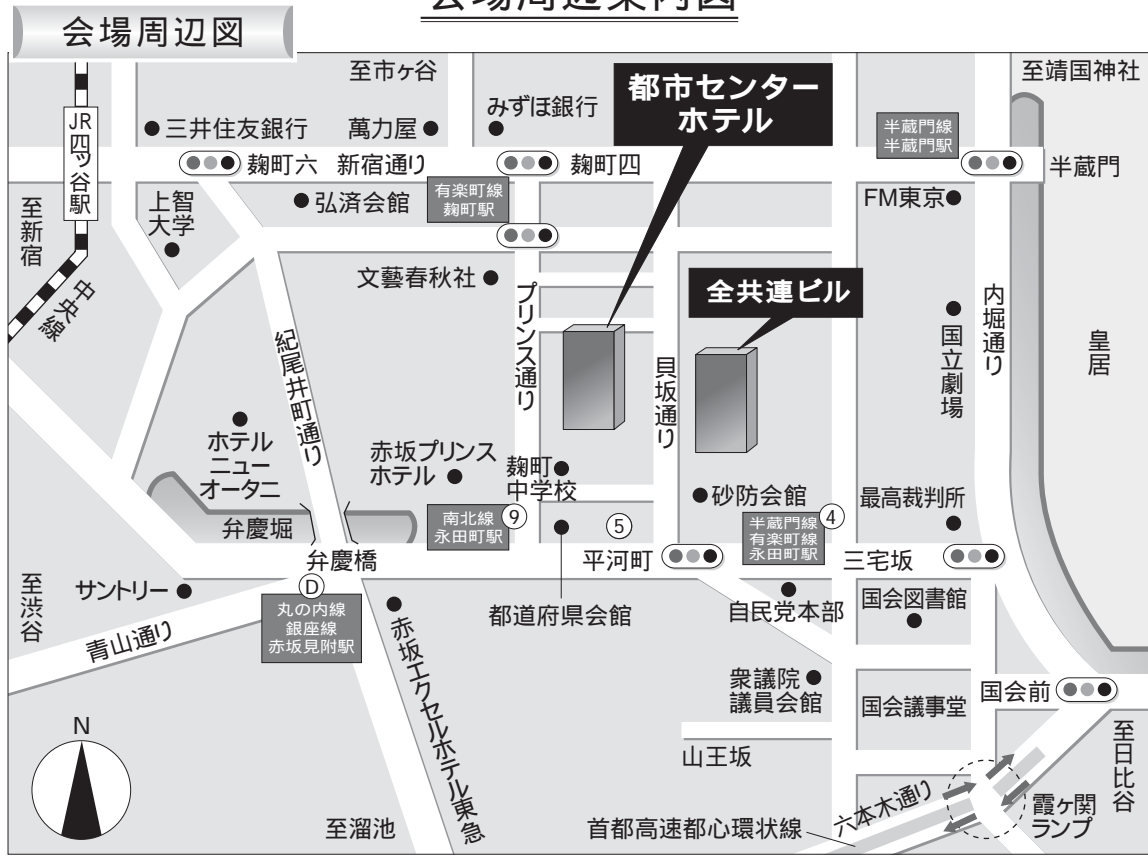 会場周辺案内図
会場周辺図
至市ヶ谷
都市センター
ホテル
至靖国神社
みずほ銀行
三井住友銀行
萬力屋
半蔵門線
半蔵門駅
JR四ツ谷駅
麹町六
新宿通り
麹町四
半蔵門
至新宿
上智
大学
弘済会館
有楽町線
麹町駅
FM東京
中央線
文藝春秋社
プリンス通り
全共連ビル
内堀通り
国立劇場
皇居
紀尾井町通り
貝坂通り
ホテル
ニュー
オータニ
赤坂プリンス
ホテル
麹町
中学校
砂防会館
最高裁判所
弁慶堀
南北線
永田町駅
⑨
⑤
半蔵門線
有楽町線
永田町駅
④
弁慶橋
平河町
三宅坂
至渋谷
サントリー
D
丸の内線
銀座線
赤坂見附駅
都道府県会館
自民党本部
国会図書館
青山通り
赤坂エクセルホテル東急
衆議院
議員会館
国会議事堂
国会前
N
山王坂
至日比谷
至溜池
首都高速都心環状線
六本木通り
霞ヶ関
ランプ